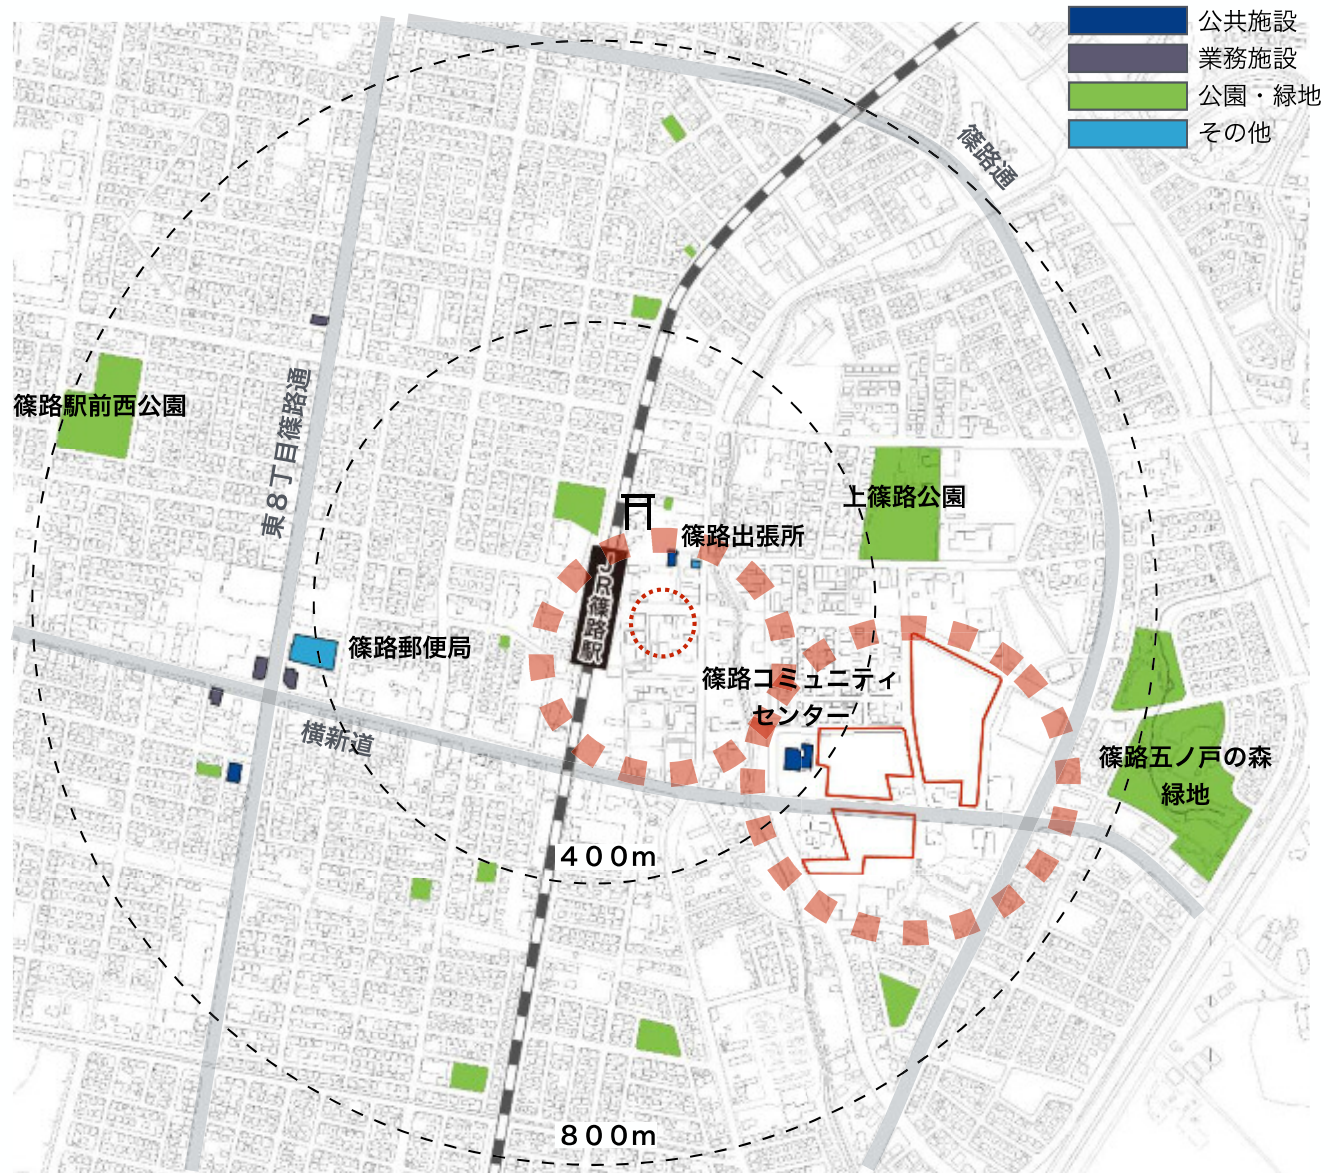 公共施設
業務施設
公園・緑地
その他
篠路通
篠路駅前西公園
東8丁目篠路通
上篠路公園
篠路出張所
JR篠路駅
篠路郵便局
篠路コミュニティ
センター
横新道
篠路五ノ戸の森
緑地
400m
800m